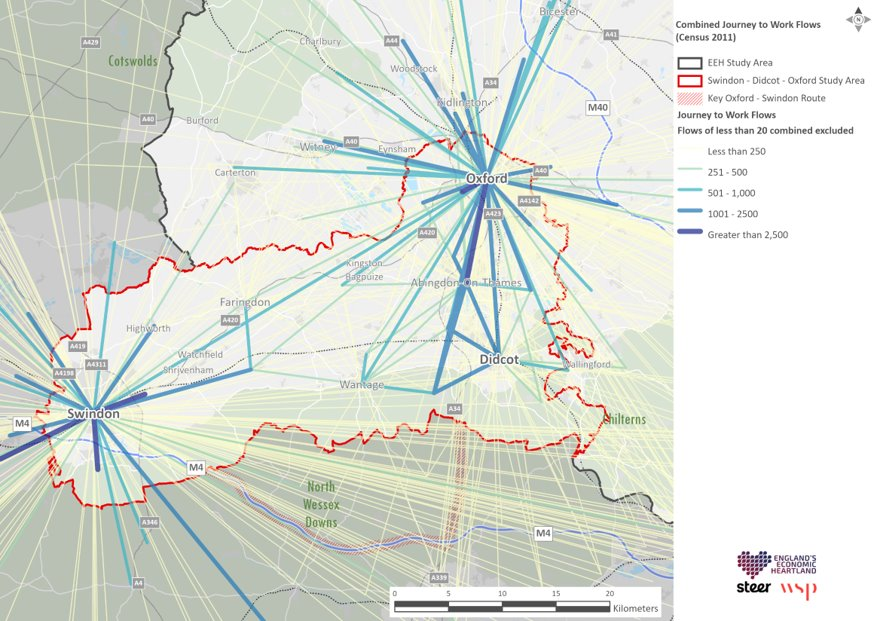 Bicester
A44
A41
A429
Charlbury
Cotswolds
Woodstock
A34
Kidlington
M40
A40
Burford
Witney
A40
Eynsham
Carterton
Oxford
A40
A4142
A423
A420
Kingston
Bagpuize
Abingdon-On-Thames
Faringdon
A420
Highworth
A419
Watchfield
Shrivenham
A4311
A4198
Didcot
Wallingford
Wantage
Swindon
A34
M4
Chilterns
M4
North
Wessex
Downs
A346
M4
A4
A339
0 5 10 15 20
Kilometers
Combined Journey to Work Flows
(Census 2011)
N
EEH Study Area
Swindon - Didcot - Oxford Study Area
Key Oxford - Swindon Route
Journey to Work Flows
Flows of less than 20 combined excluded
Less than 250
251 - 500
501 - 1,000
1001 - 2500
Greater than 2,500
ENGLAND'S
ECONOMIC
HEARTLAND
steer wsp